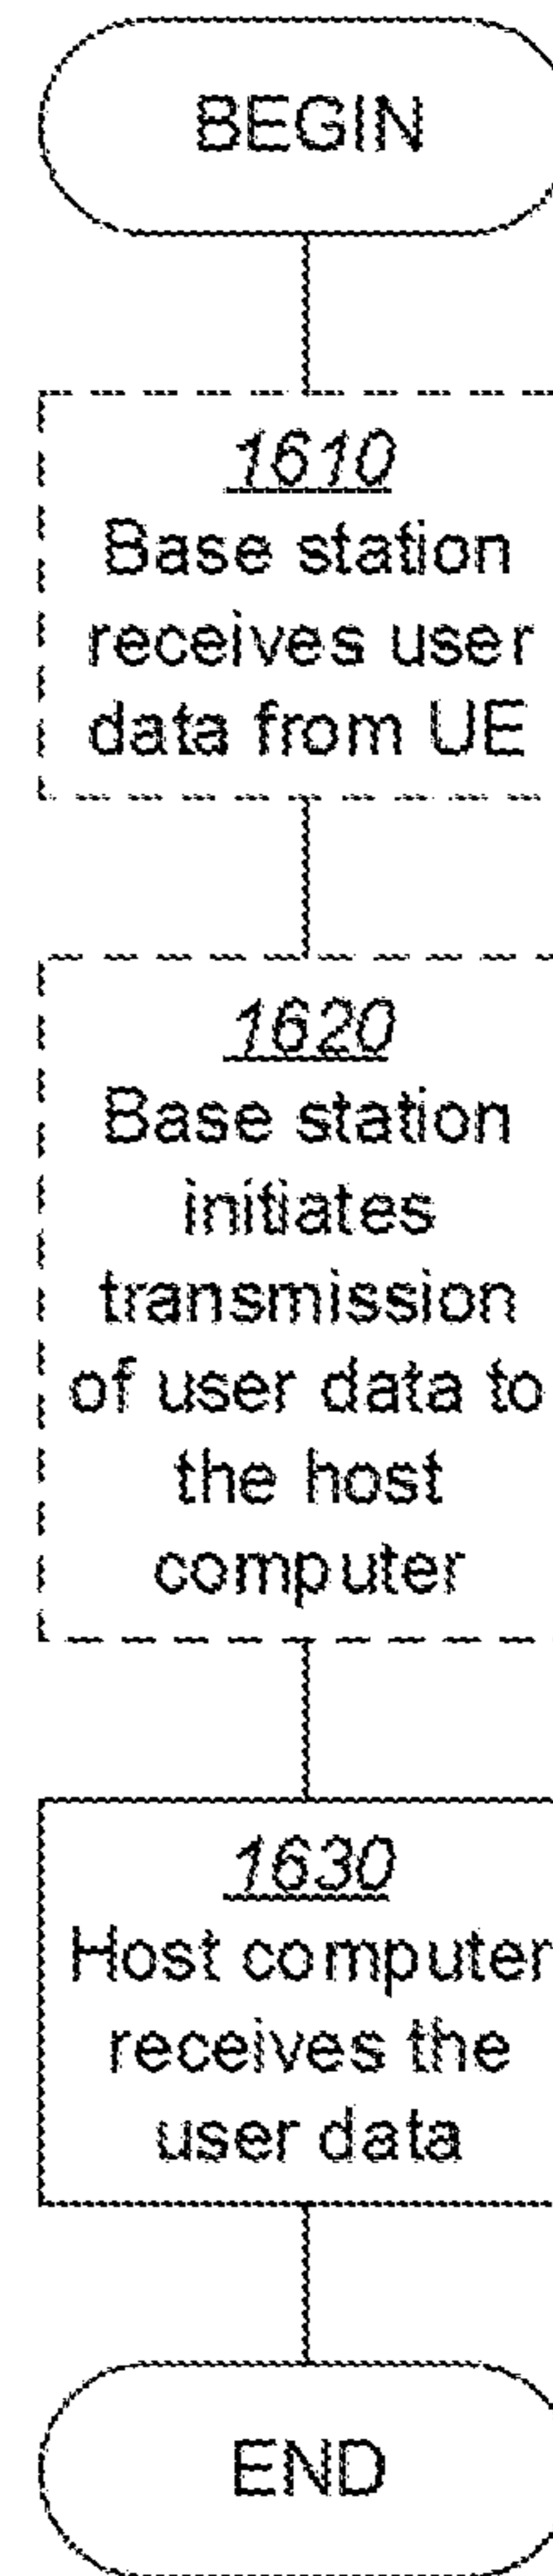 BEGIN
1610
Base station
receives user
data from UE
1620
Base station
initiates
transmission
of user data to
the host
computer
1630
Host computer
receives the
user data
END